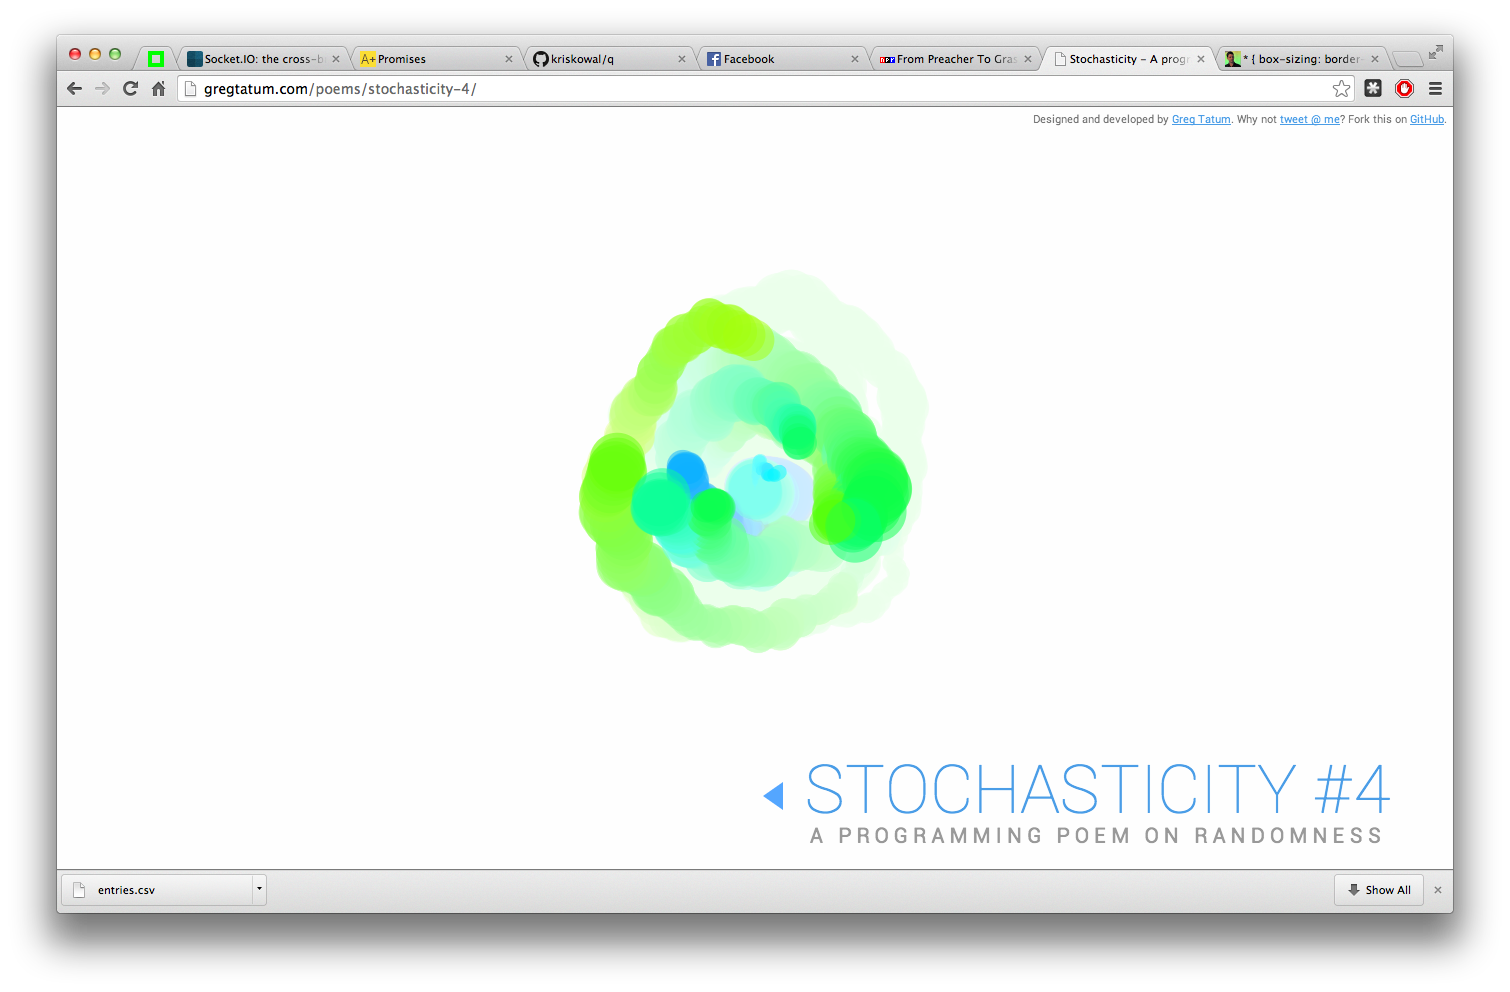 Socket.IO: the cross-b
A+ Promises
kriskowal/q
Facebook
npr From Preacher To Gras
Stochasticity - A progr
* { box-sizing: border-
gregtatum.com/poems/stochasticity-4/
Designed and developed by Greg Tatum. Why not tweet @ me? Fork this on GitHub.
STOCHASTICITY #4
A PROGRAMMING POEM ON RANDOMNESS
entries.csv
Show All